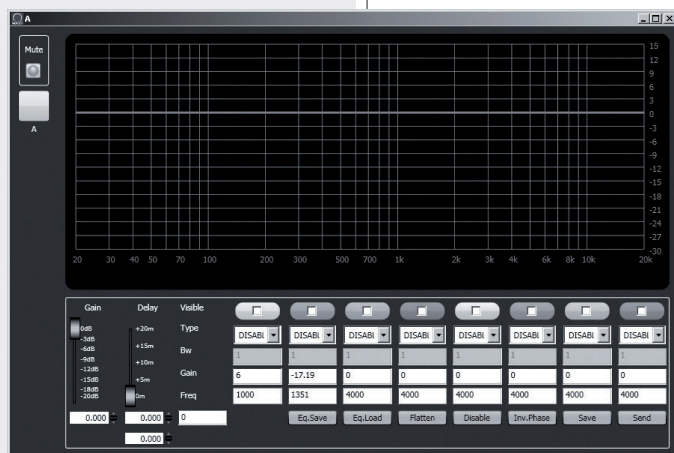 A
Mute
A
15
12
9
6
3
0
-3
-6
-9
-12
-15
-18
-21
-24
-27
-30
20 30 40 50 70 100 200 300 500 700 1k 2k 3k 4k 6k 8k 10k 20k
Gain Delay Visible
0dB
-3dB
-6dB
-9dB
-12dB
-15dB
-18dB
-20dB
+20m
+15m
+10m
+5m
0m
Type DISABI DISABI DISABI DISABI DISABI DISABI DISABI DISABI
Bw 1 1 1 1 1 1 1 1
Gain 6 -17.19 0 0 0 0 0 0
Freq 1000 1351 4000 4000 4000 4000 4000 4000
0.000 0.000 0 Eq.Save Eq.Load Flatten Disable Inv.Phase Save Send
0.000